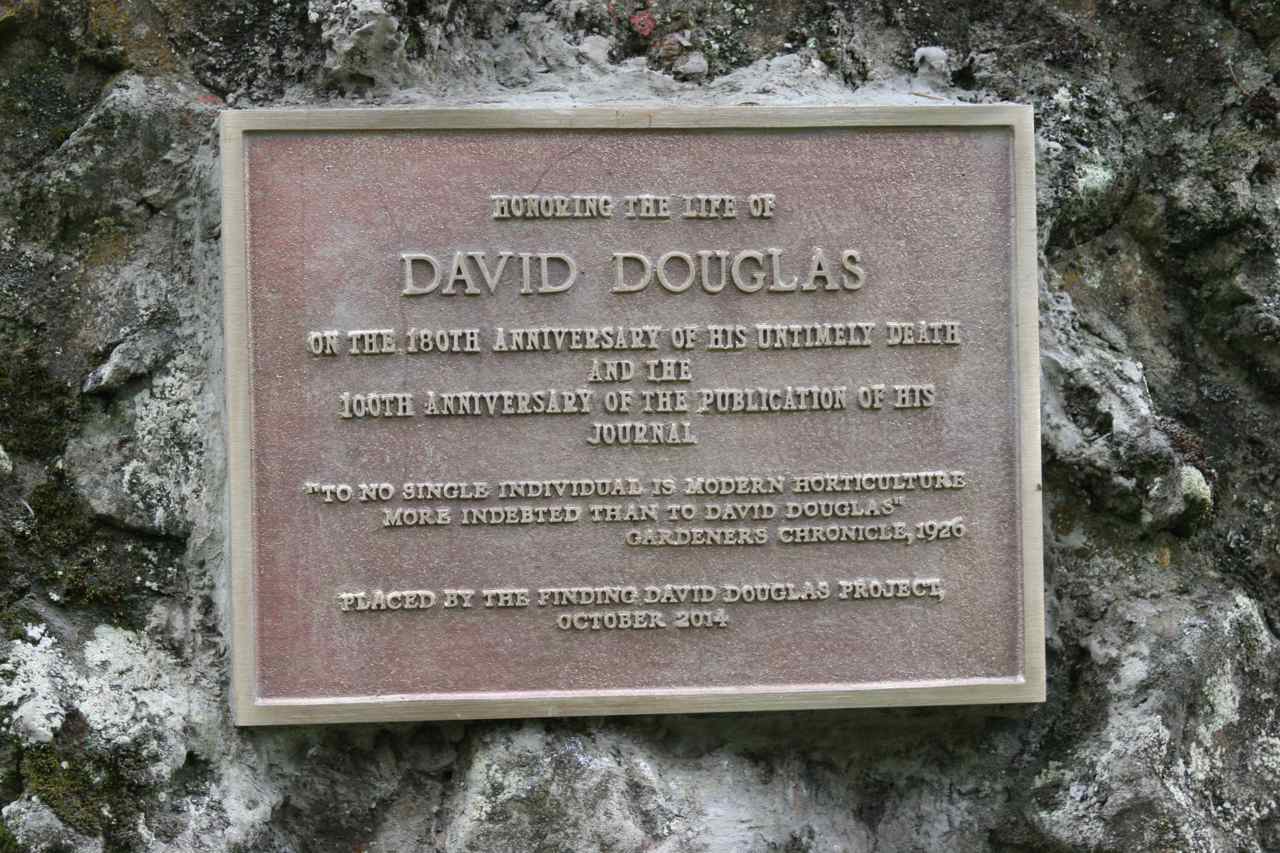 HONORING THE LIFE OF
DAVID DOUGLAS
ON THE 180TH ANNIVERSARY OF HIS UNTIMELY DEATH
AND THE
100TH ANNIVERSARY OF THE PUBLICATION OF HIS
JOURNAL
"TO NO SINGLE INDIVIDUAL IS MODERN HORTICULTURE
MORE INDEBTED THAN TO DAVID DOUGLAS"
GARDENERS CHRONICLE, 1926
PLACED BY THE FINDING DAVID DOUGLAS PROJECT,
OCTOBER 2014